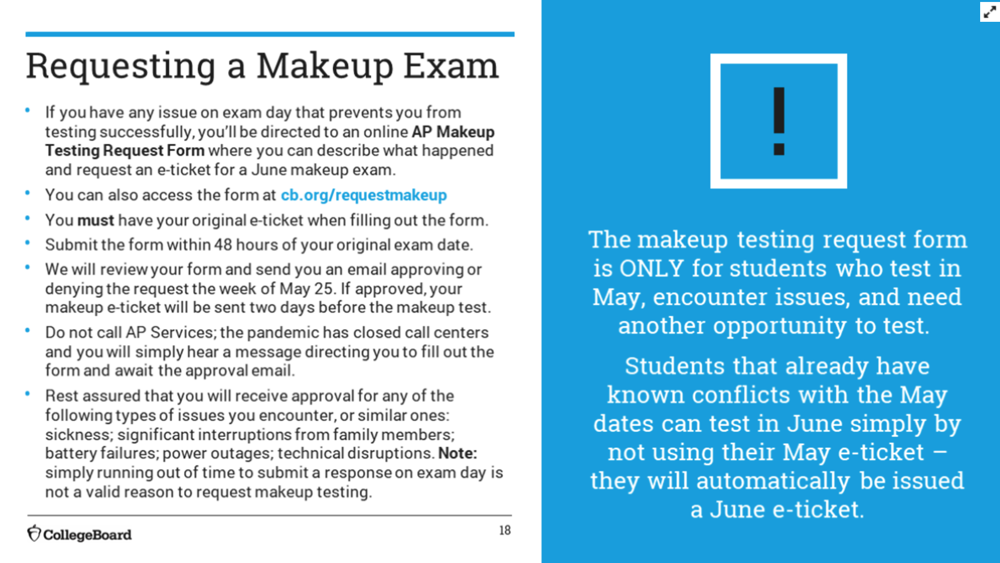 Requesting a Makeup Exam
• If you have any issue on exam day that prevents you from
testing successfully, you'll be directed to an online AP Makeup
Testing Request Form where you can describe what happened
and request an e-ticket for a June makeup exam.
• You can also access the form at cb.org/requestmakeup
• You must have your original e-ticket when filling out the form.
• Submit the form within 48 hours of your original exam date.
• We will review your form and send you an email approving or
denying the request the week of May 25. If approved, your
makeup e-ticket will be sent two days before the makeup test.
• Do not call AP Services; the pandemic has closed call centers
and you will simply hear a message directing you to fill out the
form and await the approval email.
• Rest assured that you will receive approval for any of the
following types of issues you encounter, or similar ones:
sickness; significant interruptions from family members;
battery failures; power outages; technical disruptions. Note:
simply running out of time to submit a response on exam day is
not a valid reason to request makeup testing.
CollegeBoard
18
!
The makeup testing request form
is ONLY for students who test in
May, encounter issues, and need
another opportunity to test.
Students that already have
known conflicts with the May
dates can test in June simply by
not using their May e-ticket –
they will automatically be issued
a June e-ticket.